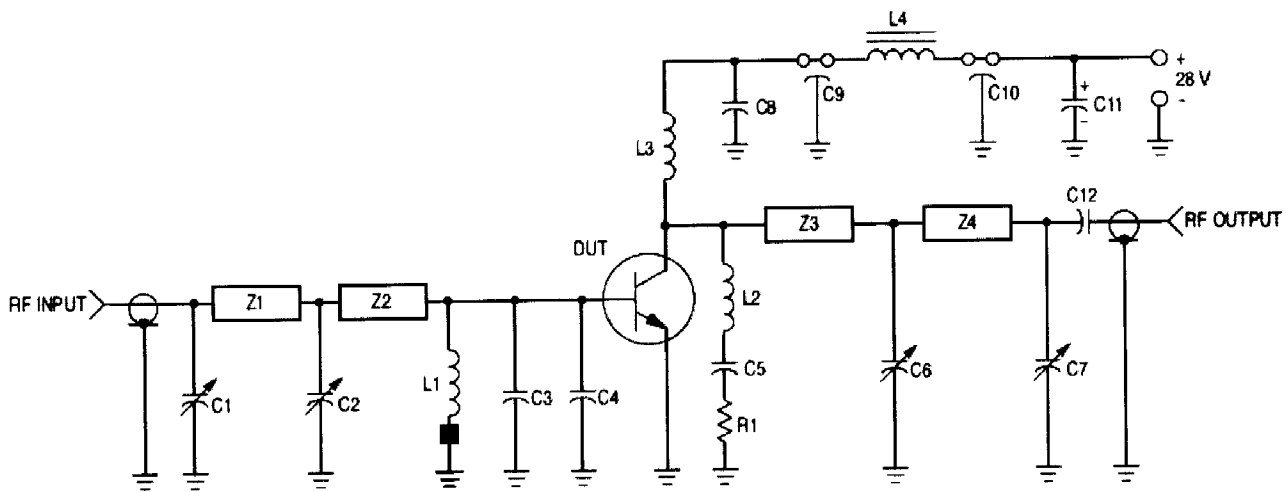 L4
+
28 V
-
C8
C9
C10
+
C11
-
L3
C12
Z3
Z4
RF OUTPUT
DUT
RF INPUT
Z1
Z2
L2
L1
C1
C2
C3
C4
C5
C6
C7
R1